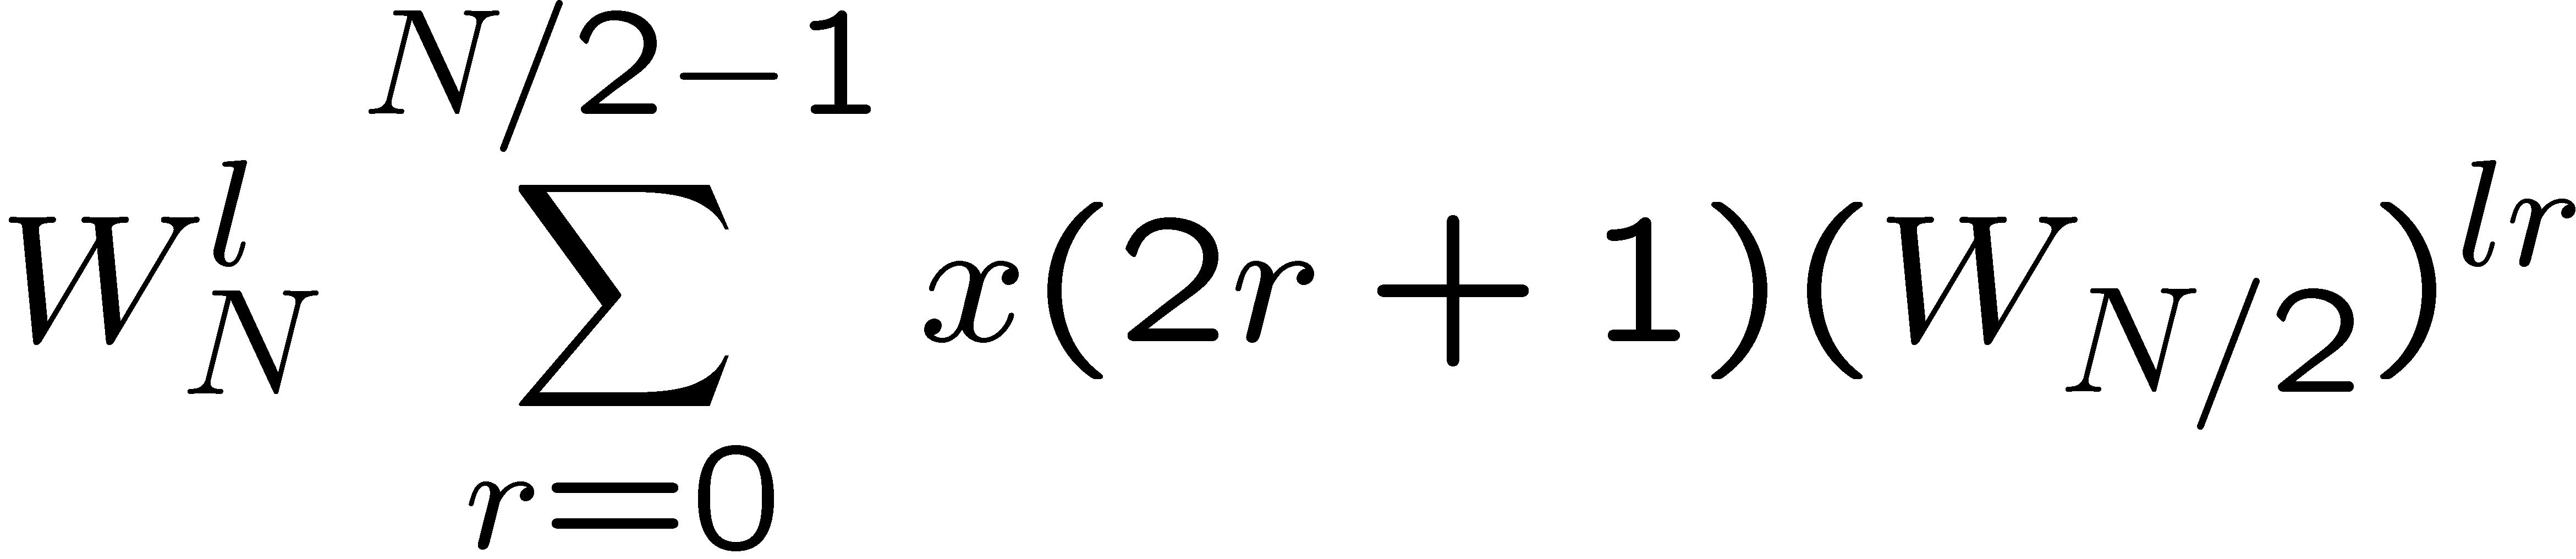 W_N^l \sum_{r=0}^{N/2-1} x(2r+1)(W_{N/2})^{lr}